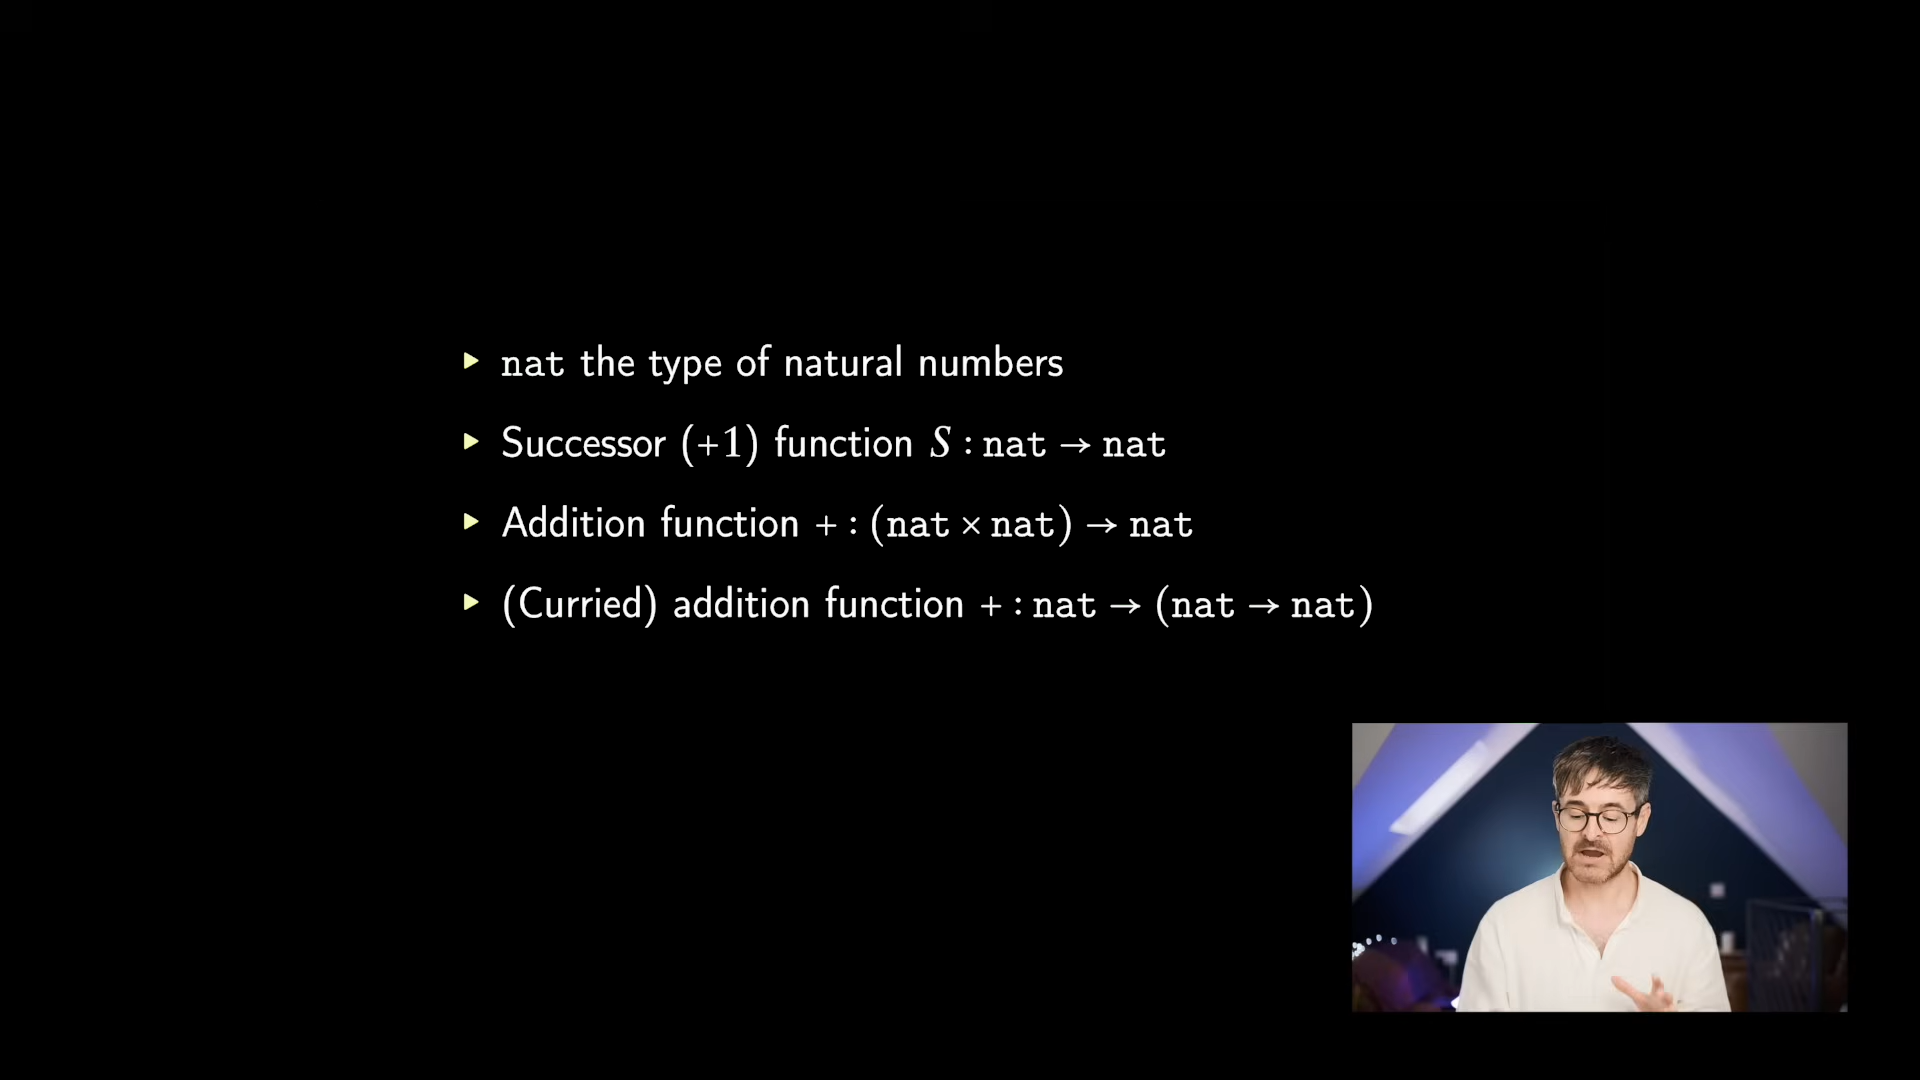 ▸ nat the type of natural numbers
▸ Successor (+1) function S : nat → nat
▸ Addition function + : (nat × nat) → nat
▸ (Curried) addition function + : nat → (nat → nat)